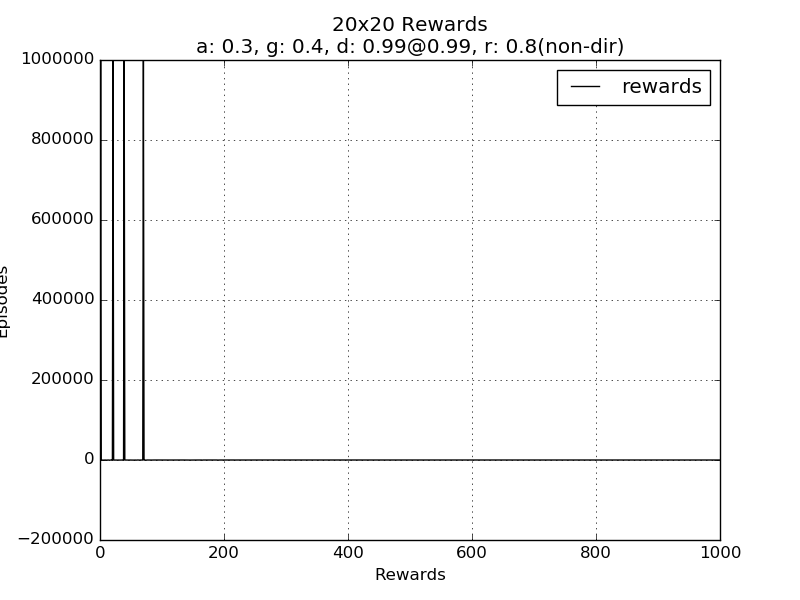 20x20 Rewards
a: 0.3, g: 0.4, d: 0.99@0.99, r: 0.8(non-dir)
rewards
1000000
800000
600000
400000
200000
0
−200000
Episodes
0 200 400 600 800 1000
Rewards